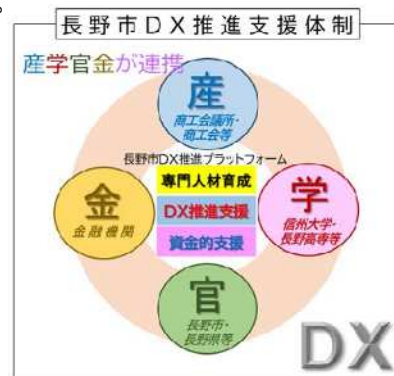 。
長野市DX推進支援体制
産学官金が連携
産
商工会議所・
商工会等
長野市DX推進プラットフォーム
専門人材育成
DX推進支援
資金的支援
金
金融機関
学
信州大学・
長野高専等
官
長野市・
長野県等
DX